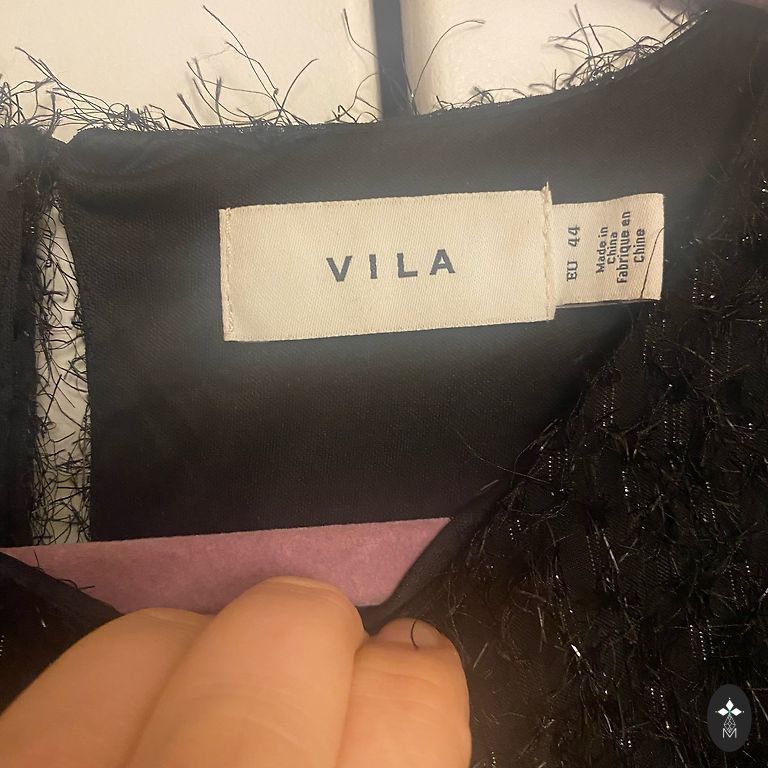 VILA
EU 44
Made in
China
Fabriqué en
Chine
M